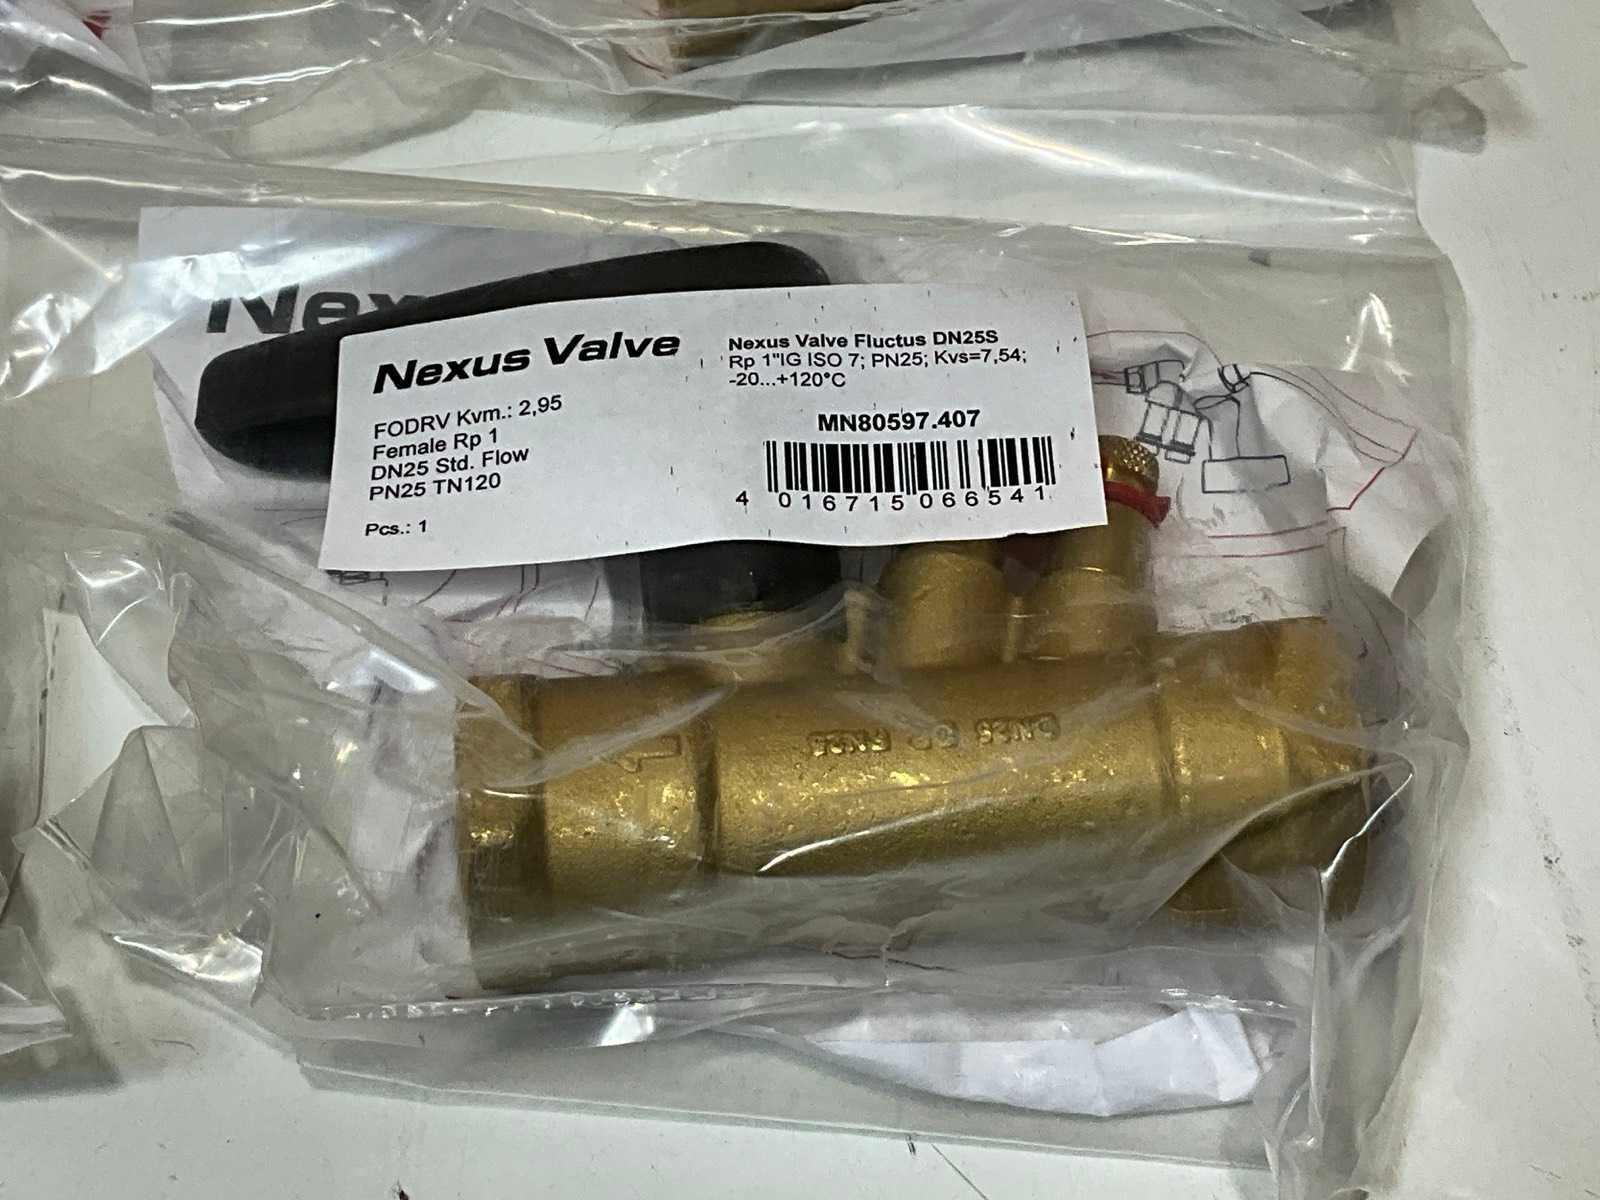 Nex
Nexus Valve
FODRV Kvm.: 2,95
Female Rp 1
DN25 Std. Flow
PN25 TN120
Pcs.: 1
Nexus Valve Fluctus DN25S
Rp 1"IG ISO 7; PN25; Kvs=7,54;
-20...+120°C
MN80597.407
4 016715 066541